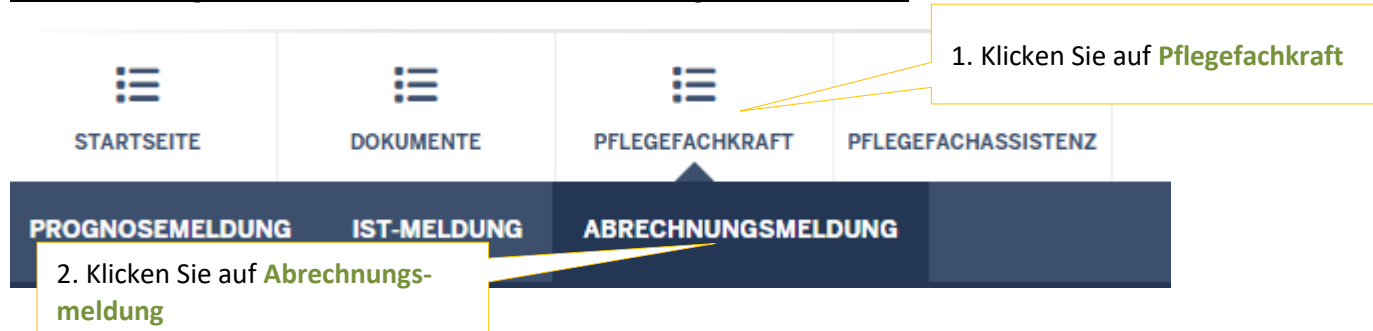 1. Klicken Sie auf Pflegefachkraft
STARTSEITE
DOKUMENTE
PFLEGEFACHKRAFT
PFLEGEFACHASSISTENZ
PROGNOSEMELDUNG
IST-MELDUNG
ABRECHNUNGSMELDUNG
2. Klicken Sie auf Abrechnungs-
meldung